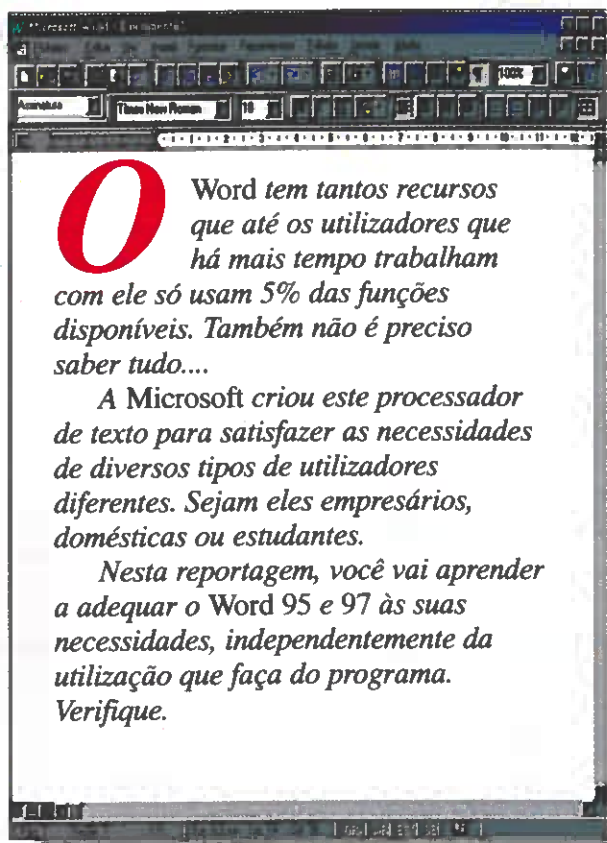 100%
Assinatura Times New Roman 10
O Word tem tantos recursos
que até os utilizadores que
há mais tempo trabalham
com ele só usam 5% das funções
disponíveis. Também não é preciso
saber tudo....
A Microsoft criou este processador
de texto para satisfazer as necessidades
de diversos tipos de utilizadores
diferentes. Sejam eles empresários,
domésticas ou estudantes.
Nesta reportagem, você vai aprender
a adequar o Word 95 e 97 às suas
necessidades, independentemente da
utilização que faça do programa.
Verifique.